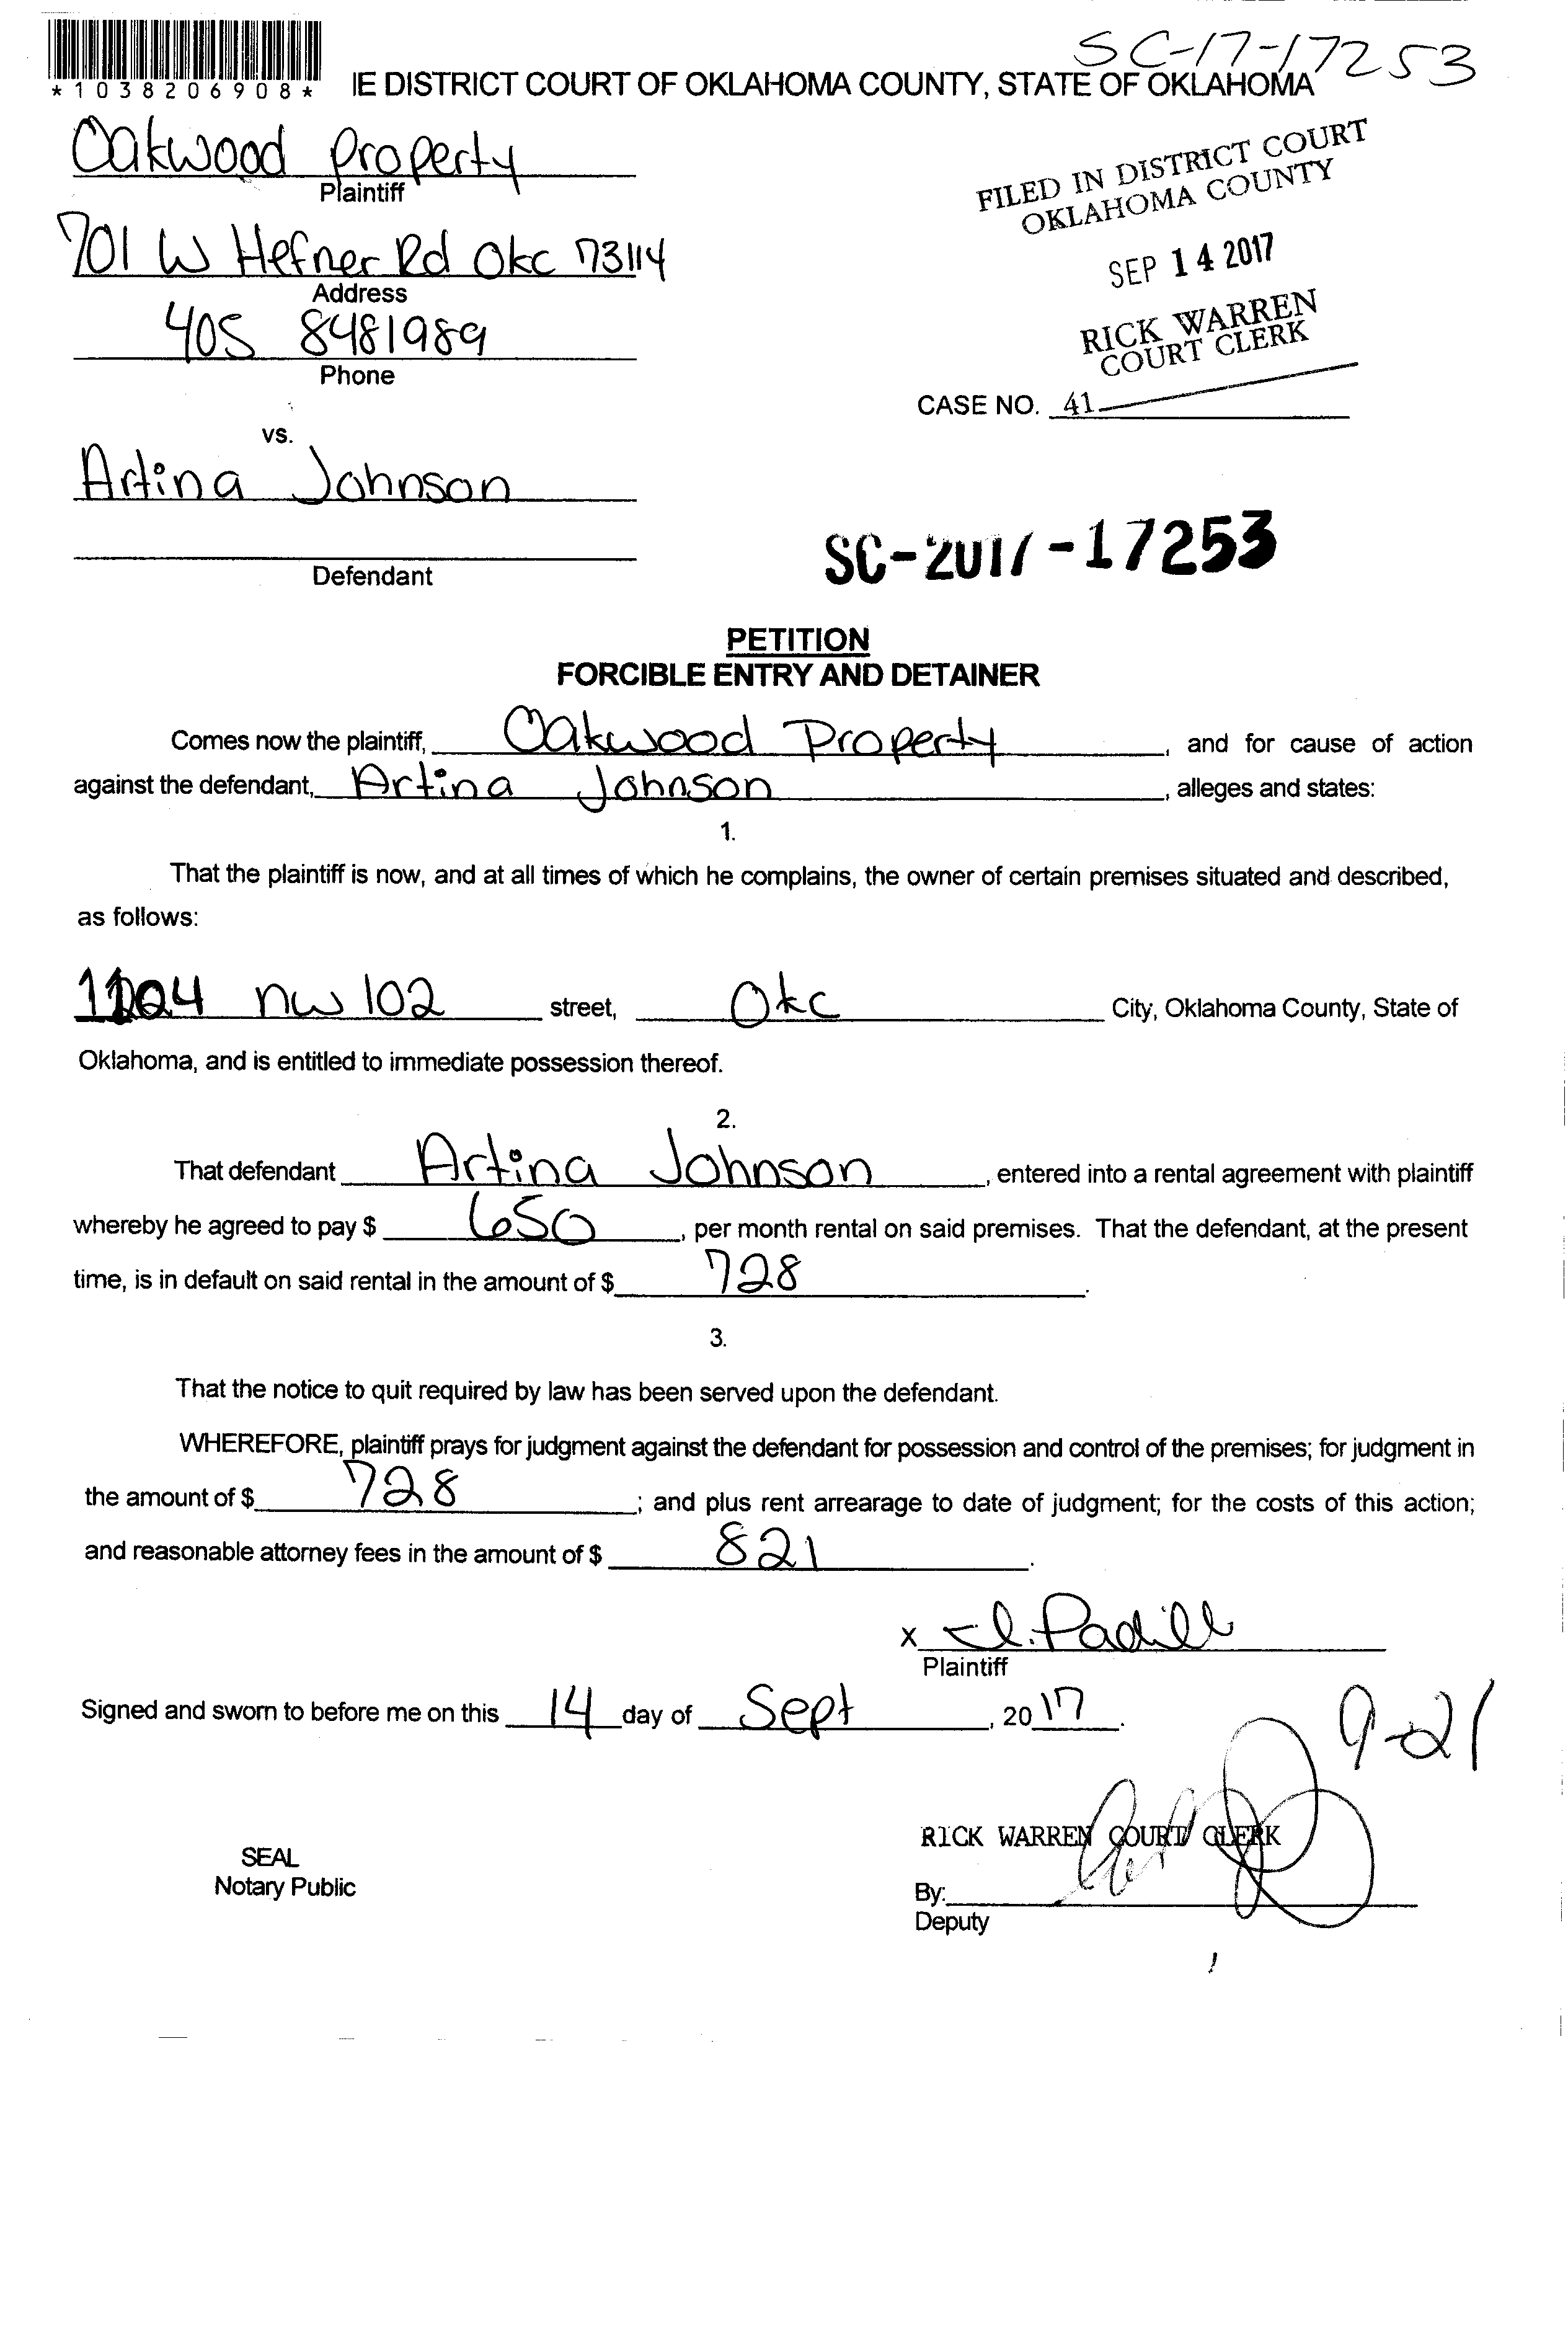 SC-17-17253
*1038206908*
IE DISTRICT COURT OF OKLAHOMA COUNTY, STATE OF OKLAHOMA
Oakwood Property
Plaintiff
FILED IN DISTRICT COURT
OKLAHOMA COUNTY
701 W Hefner Rd Okc 73114
Address
SEP 14 2017
405 8481989
Phone
RICK WARREN
COURT CLERK
CASE NO. 41
vs.
Artina Johnson
Defendant
SC-2017-17253
PETITION
FORCIBLE ENTRY AND DETAINER
Comes now the plaintiff, Oakwood Property, and for cause of action
against the defendant, Artina Johnson, alleges and states:
1.
That the plaintiff is now, and at all times of which he complains, the owner of certain premises situated and described,
as follows:
nw 102 street, Okc City, Oklahoma County, State of
Oklahoma, and is entitled to immediate possession thereof.
2.
That defendant Artina Johnson, entered into a rental agreement with plaintiff
whereby he agreed to pay $ 650, per month rental on said premises. That the defendant, at the present
time, is in default on said rental in the amount of $ 728.
3.
That the notice to quit required by law has been served upon the defendant.
WHEREFORE, plaintiff prays for judgment against the defendant for possession and control of the premises; for judgment in
the amount of $ 728; and plus rent arrearage to date of judgment; for the costs of this action;
and reasonable attorney fees in the amount of $ 821.
x
Plaintiff
Signed and sworn to before me on this 14 day of Sept, 2017.
9-21
RICK WARREN COURT CLERK
SEAL
Notary Public
By:
Deputy